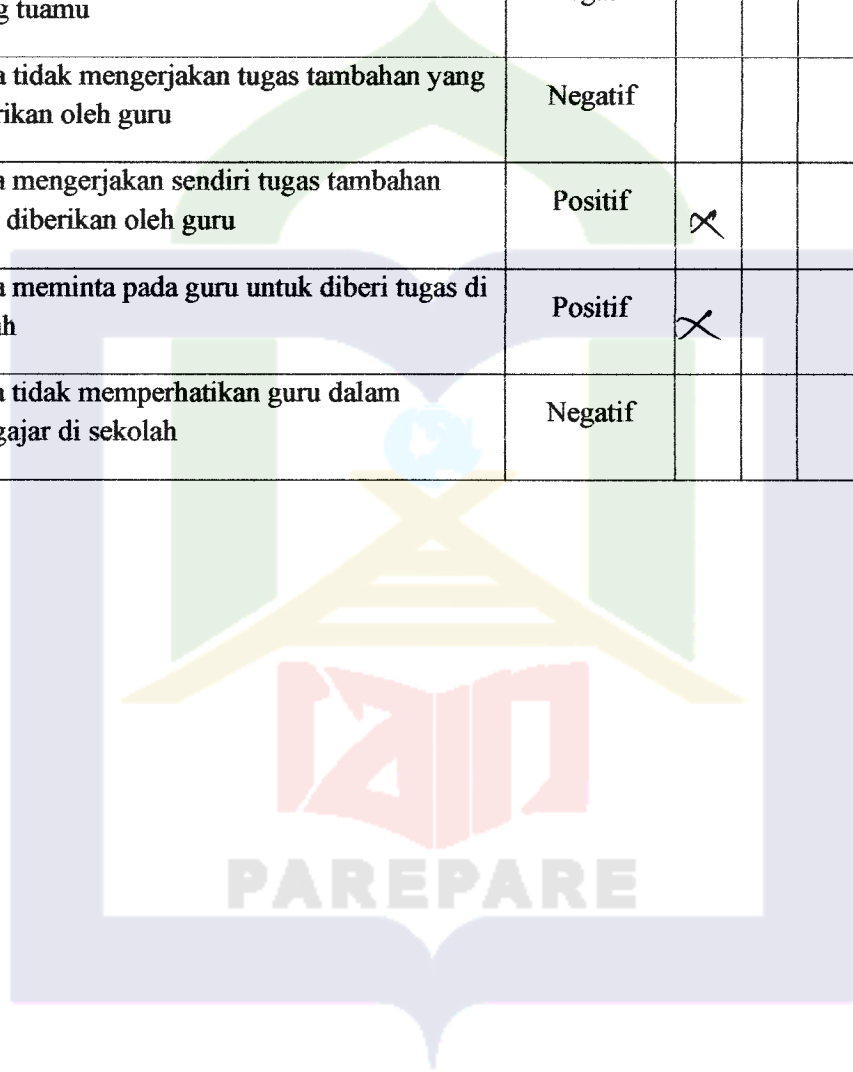 g tuamu
a tidak mengerjakan tugas tambahan yang
rikan oleh guru
Negatif
a mengerjakan sendiri tugas tambahan
diberikan oleh guru
Positif
a meminta pada guru untuk diberi tugas di
ah
Positif
a tidak memperhatikan guru dalam
gajar di sekolah
Negatif
PAREPARE